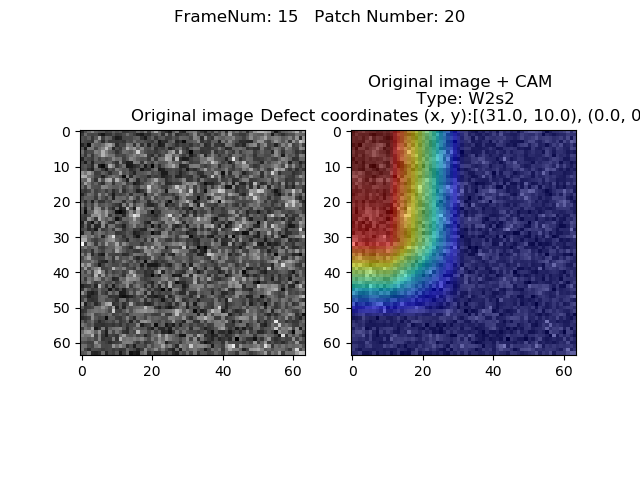 FrameNum: 15   Patch Number: 20
Original image + CAM
Type: W2s2
Original image
Defect coordinates (x, y):[(31.0, 10.0), (0.0, 0
0
10
20
30
40
50
60
0 20 40 60
0
10
20
30
40
50
60
0 20 40 60